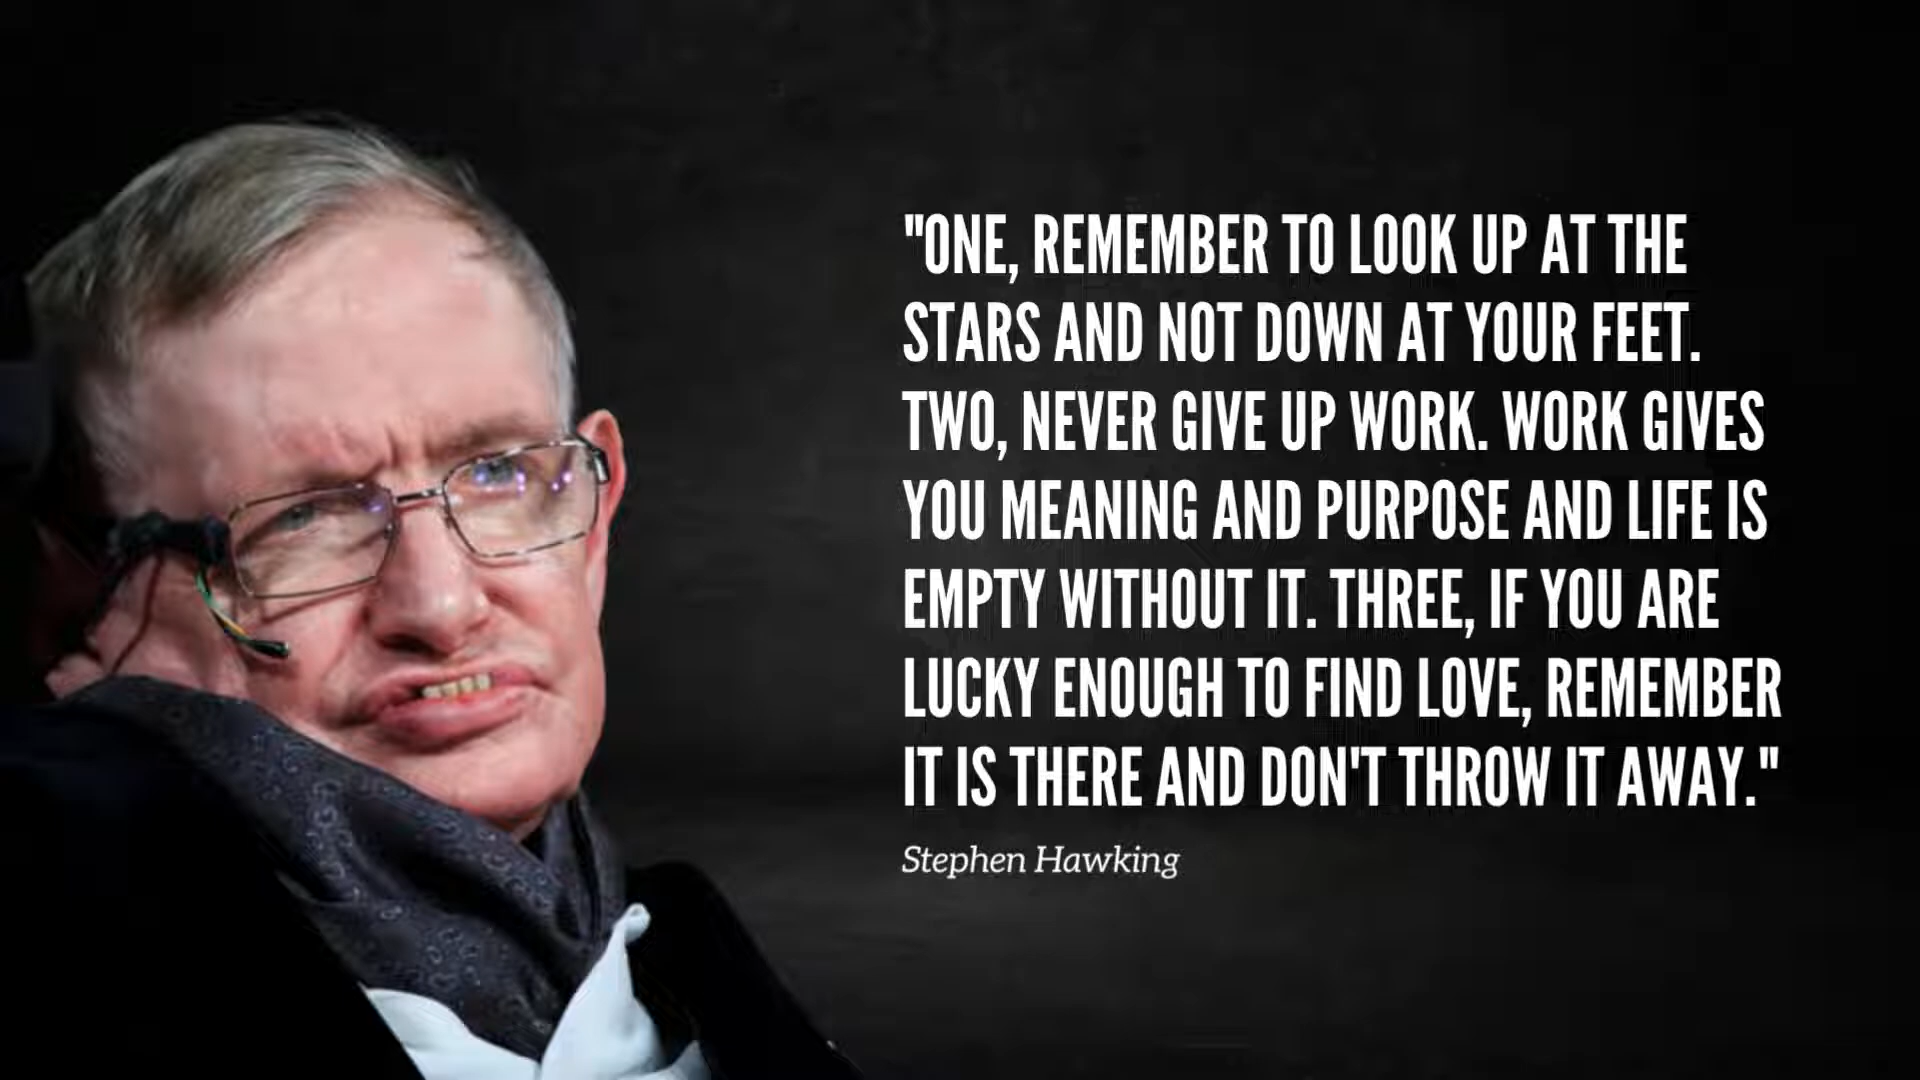 "ONE, REMEMBER TO LOOK UP AT THE
STARS AND NOT DOWN AT YOUR FEET.
TWO, NEVER GIVE UP WORK. WORK GIVES
YOU MEANING AND PURPOSE AND LIFE IS
EMPTY WITHOUT IT. THREE, IF YOU ARE
LUCKY ENOUGH TO FIND LOVE, REMEMBER
IT IS THERE AND DON'T THROW IT AWAY."
Stephen Hawking